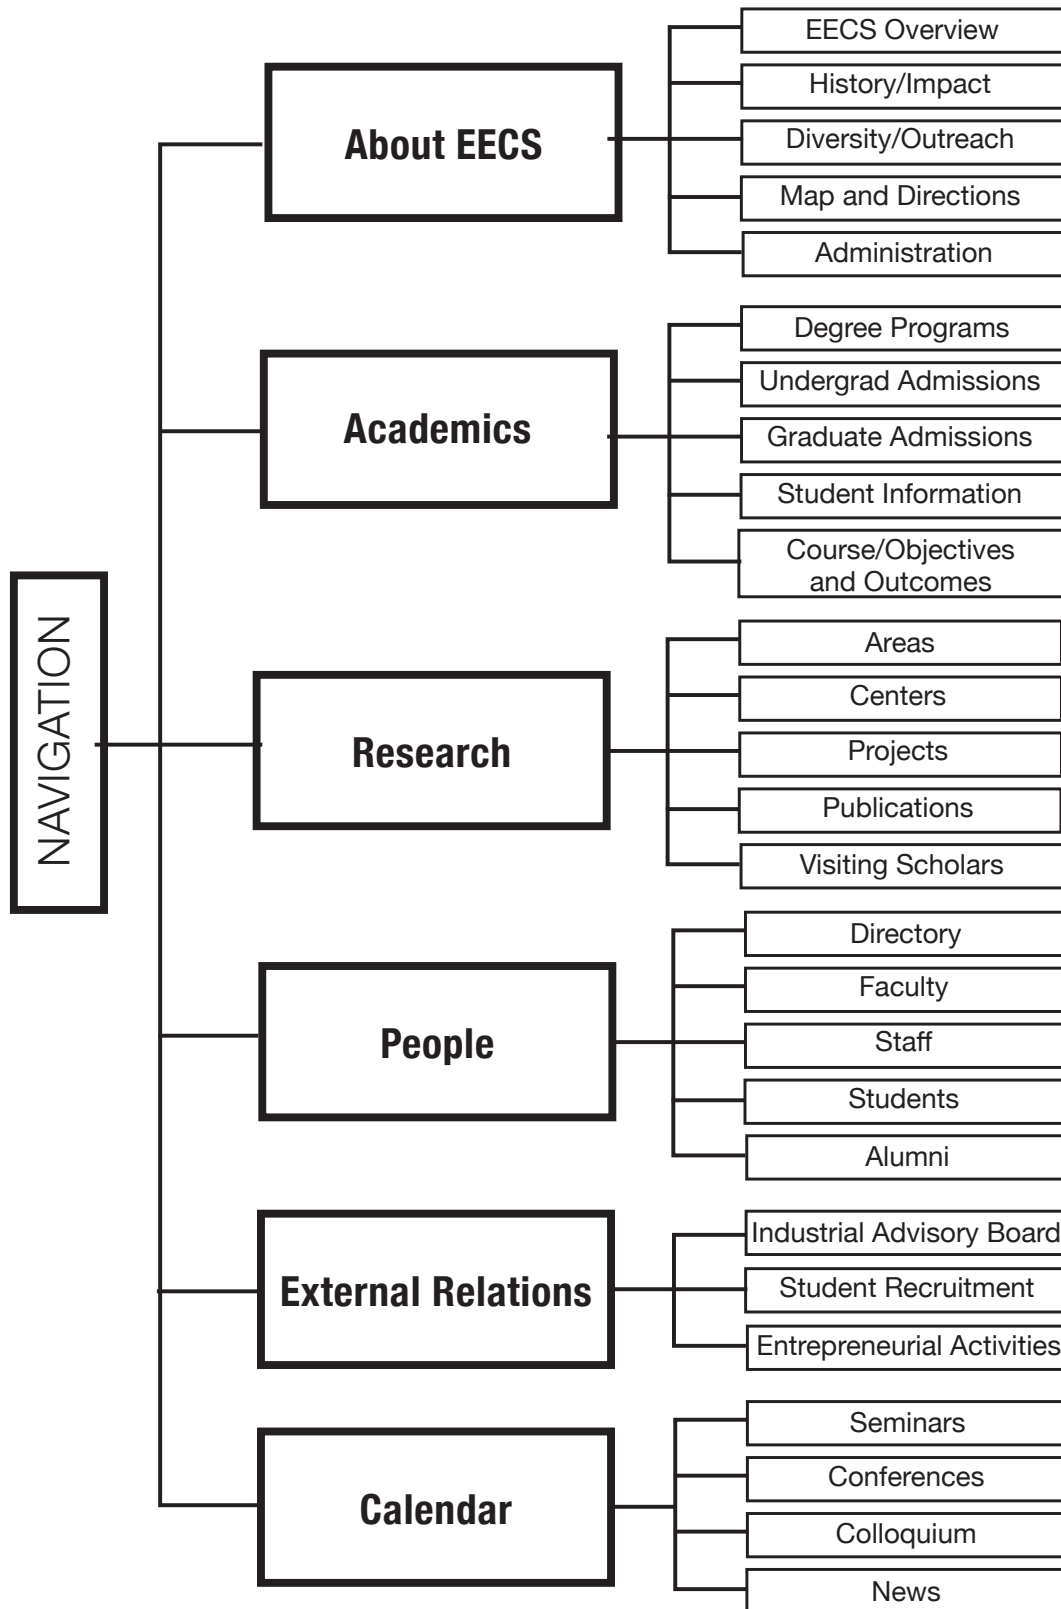 NAVIGATION
About EECS
EECS Overview
History/Impact
Diversity/Outreach
Map and Directions
Administration
Academics
Degree Programs
Undergrad Admissions
Graduate Admissions
Student Information
Course/Objectives
and Outcomes
Research
Areas
Centers
Projects
Publications
Visiting Scholars
People
Directory
Faculty
Staff
Students
Alumni
External Relations
Industrial Advisory Board
Student Recruitment
Entrepreneurial Activities
Calendar
Seminars
Conferences
Colloquium
News